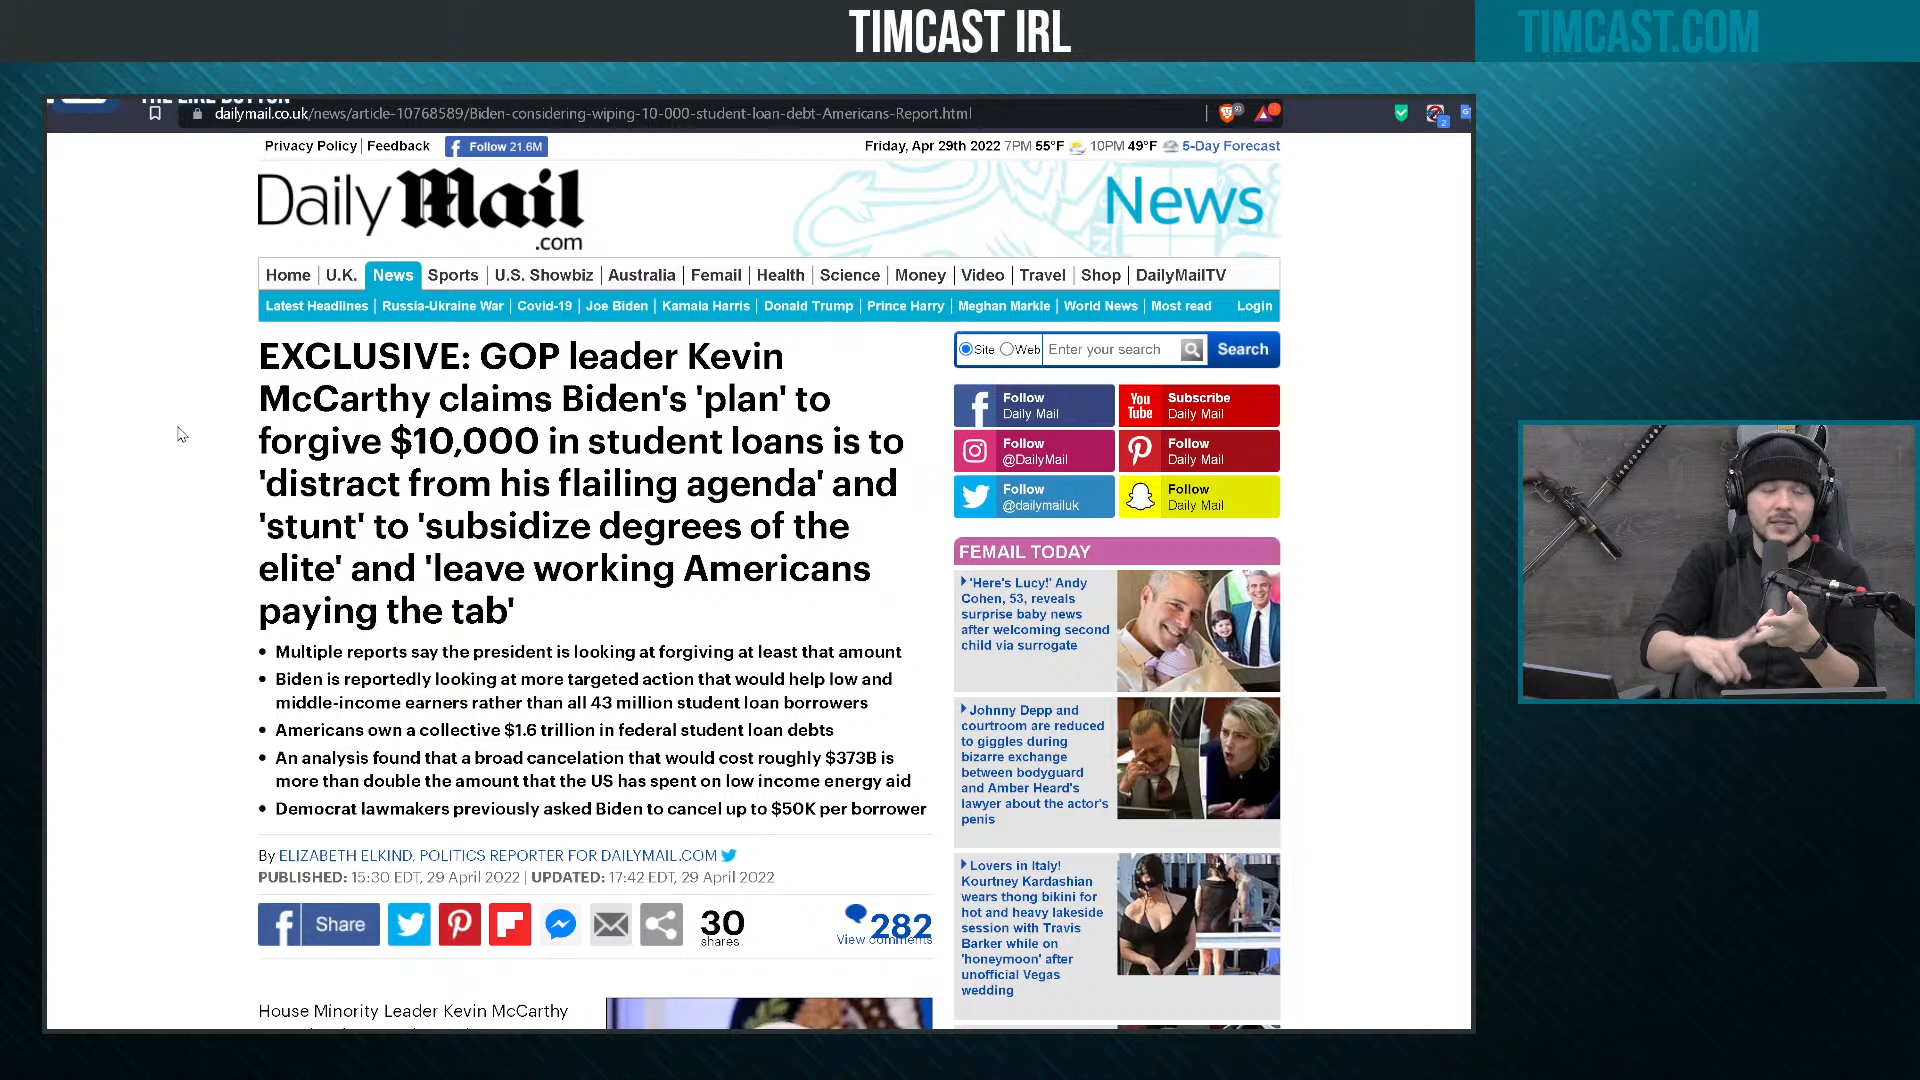 TIMCAST IRL
TIMCAST.COM
THE LIKE BUTTON
dailymail.co.uk/news/article-10768589/Biden-considering-wiping-10-000-student-loan-debt-Americans-Report.html
Privacy Policy | Feedback
Follow 21.6M
Friday, Apr 29th 2022 7PM 55°F 10PM 49°F 5-Day Forecast
Daily Mail
.com
News
Home U.K. News Sports U.S. Showbiz Australia Femail Health Science Money Video Travel Shop DailyMailTV
Latest Headlines Russia-Ukraine War Covid-19 Joe Biden Kamala Harris Donald Trump Prince Harry Meghan Markle World News Most read Login
EXCLUSIVE: GOP leader Kevin
McCarthy claims Biden's 'plan' to
forgive $10,000 in student loans is to
'distract from his flailing agenda' and
'stunt' to 'subsidize degrees of the
elite' and 'leave working Americans
paying the tab'
• Multiple reports say the president is looking at forgiving at least that amount
• Biden is reportedly looking at more targeted action that would help low and
middle-income earners rather than all 43 million student loan borrowers
• Americans own a collective $1.6 trillion in federal student loan debts
• An analysis found that a broad cancelation that would cost roughly $373B is
more than double the amount that the US has spent on low income energy aid
• Democrat lawmakers previously asked Biden to cancel up to $50K per borrower
By ELIZABETH ELKIND, POLITICS REPORTER FOR DAILYMAIL.COM
PUBLISHED: 15:30 EDT, 29 April 2022 | UPDATED: 17:42 EDT, 29 April 2022
Share
30
shares
282
View comments
House Minority Leader Kevin McCarthy
Site Web Enter your search Search
Follow
Daily Mail
You
Tube
Subscribe
Daily Mail
Follow
@DailyMail
Follow
Daily Mail
Follow
@dailymailuk
Follow
Daily Mail
FEMAIL TODAY
'Here's Lucy!' Andy
Cohen, 53, reveals
surprise baby news
after welcoming second
child via surrogate
Johnny Depp and
courtroom are reduced
to giggles during
bizarre exchange
between bodyguard
and Amber Heard's
lawyer about the actor's
penis
Lovers in Italy!
Kourtney Kardashian
wears thong bikini for
hot and heavy lakeside
session with Travis
Barker while on
'honeymoon' after
unofficial Vegas
wedding